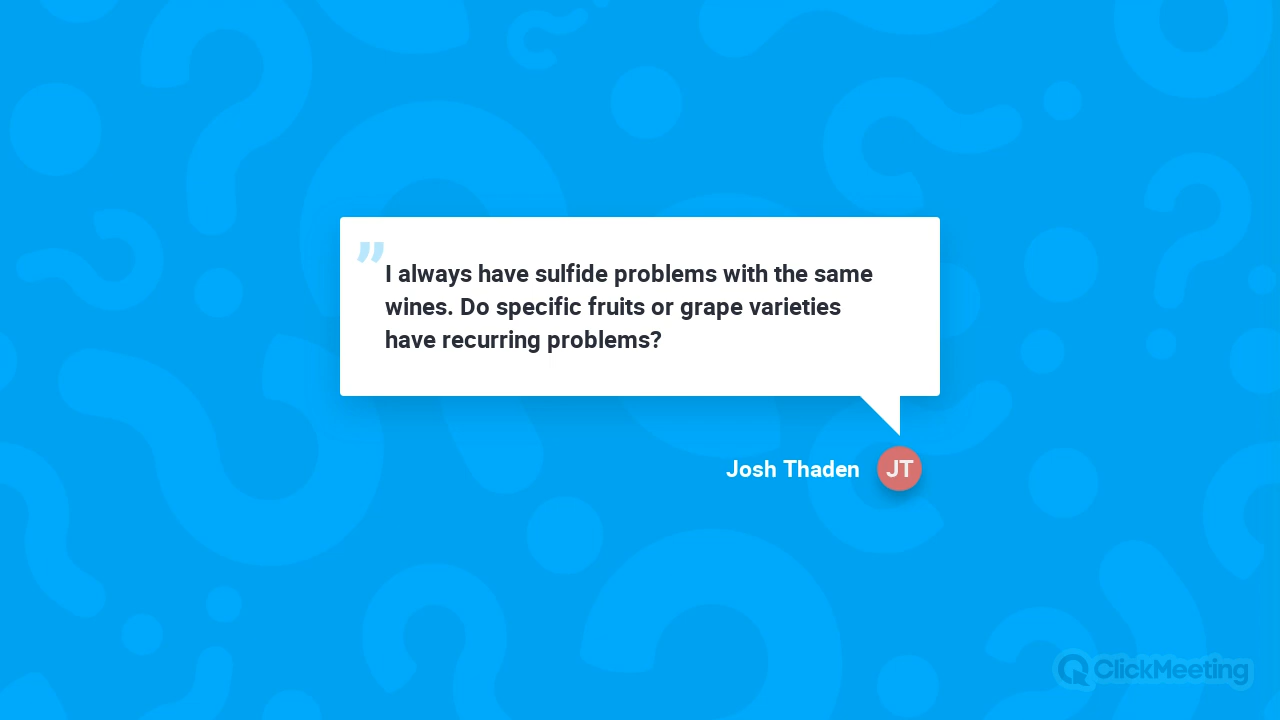 ”
I always have sulfide problems with the same
wines. Do specific fruits or grape varieties
have recurring problems?
Josh Thaden
JT
ClickMeeting